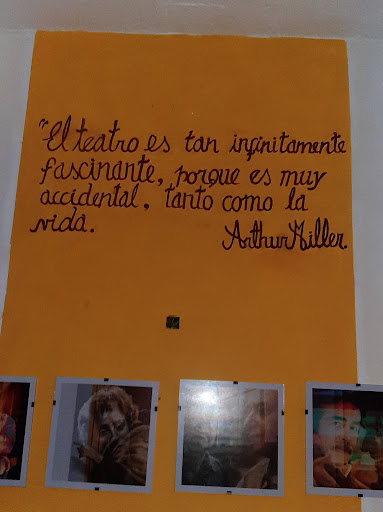 "El teatro es tan infinitamente
fascinante, porque es muy
accidental, tanto como la
vida. Arthur Miller